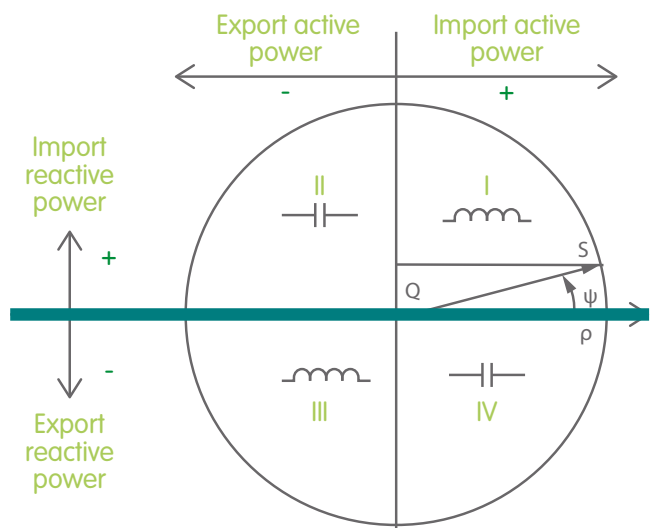 Export active
power
Import active
power
-
+
Import
reactive
power
II
I
+
S
Q
ψ
ρ
-
III
IV
Export
reactive
power